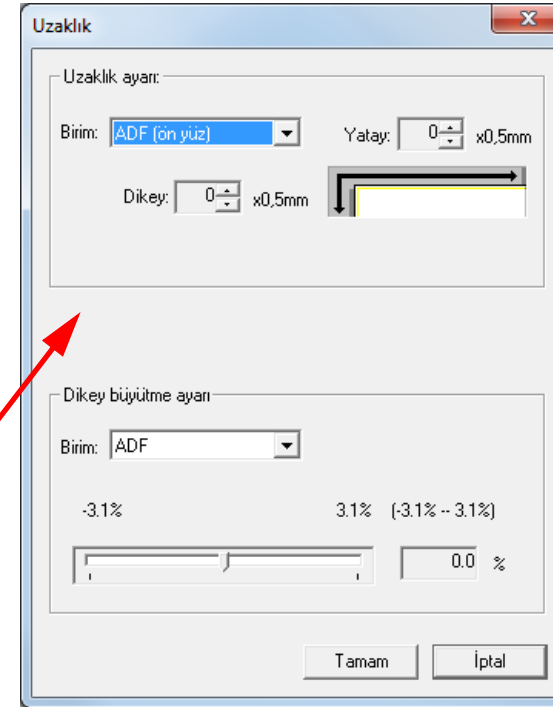 Uzaklık
Uzaklık ayarı:
Birim: ADF (ön yüz) Yatay: 0 x0,5mm
Dikey: 0 x0,5mm
Dikey büyütme ayarı
Birim: ADF
-3.1% 3.1% (-3.1% -- 3.1%)
0.0 %
Tamam İptal